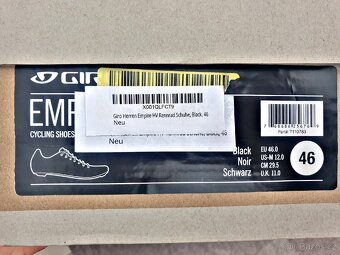 GIR
EMP
CYCLING SHOES
X001QLFCT9
Giro Herren Empire HV Rennrad Schuhe, Black, 46
Neu
Neu
Black
Noir
Schwarz
EU 46.0
US-M 12.0
CM 29.5
U.K. 11.0
46